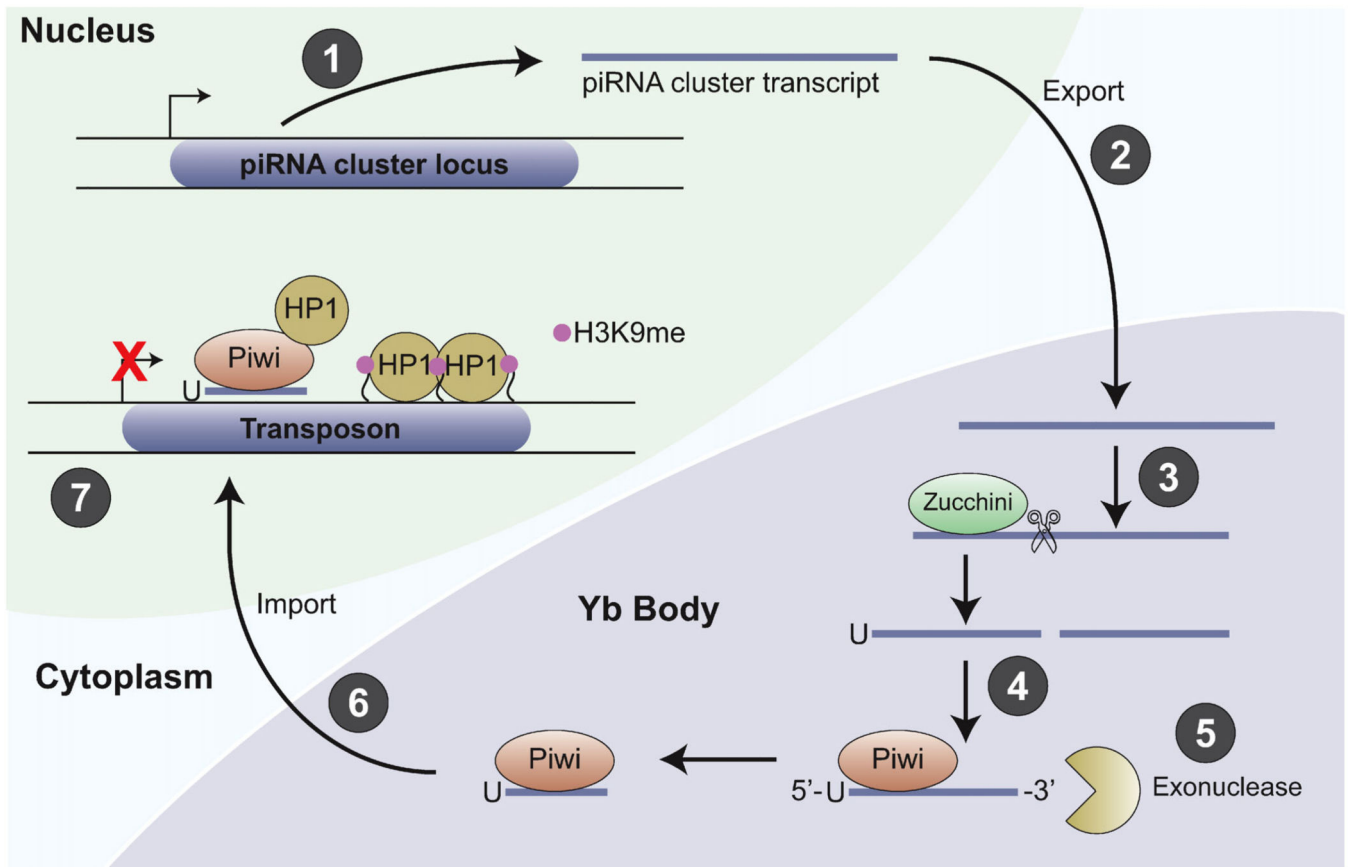 Nucleus
1
piRNA cluster transcript
Export
2
piRNA cluster locus
HP1
H3K9me
Piwi
HP1
HP1
X
U
Transposon
7
3
Zucchini
Import
Yb Body
U
Cytoplasm
4
6
5
Piwi
Piwi
Exonuclease
U
5’-U
-3’